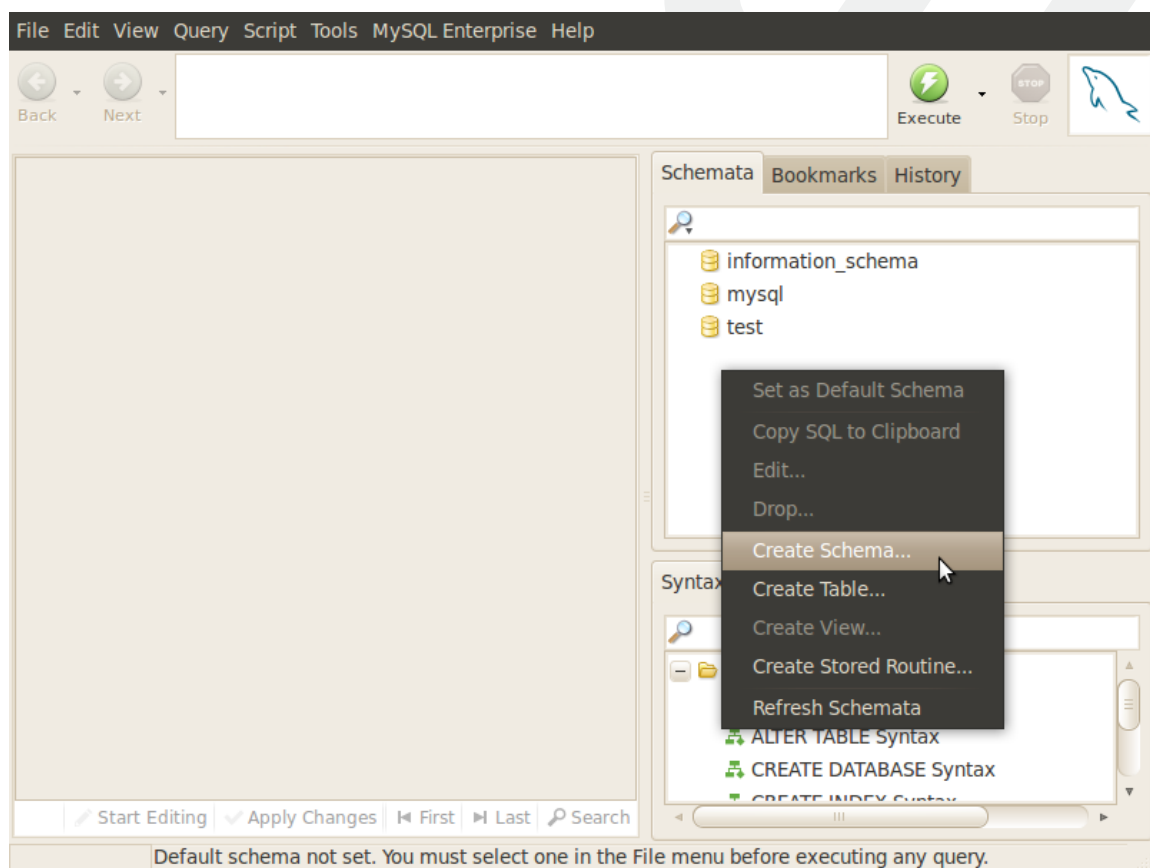 File Edit View Query Script Tools MySQL Enterprise Help
Back Next Execute STOP Stop
Schemata Bookmarks History
information_schema
mysql
test
Set as Default Schema
Copy SQL to Clipboard
Edit...
Drop...
Create Schema...
Create Table...
Create View...
Create Stored Routine...
Refresh Schemata
Syntax
ALTER TABLE Syntax
CREATE DATABASE Syntax
CREATE INDEX Syntax
Start Editing Apply Changes First Last Search
Default schema not set. You must select one in the File menu before executing any query.